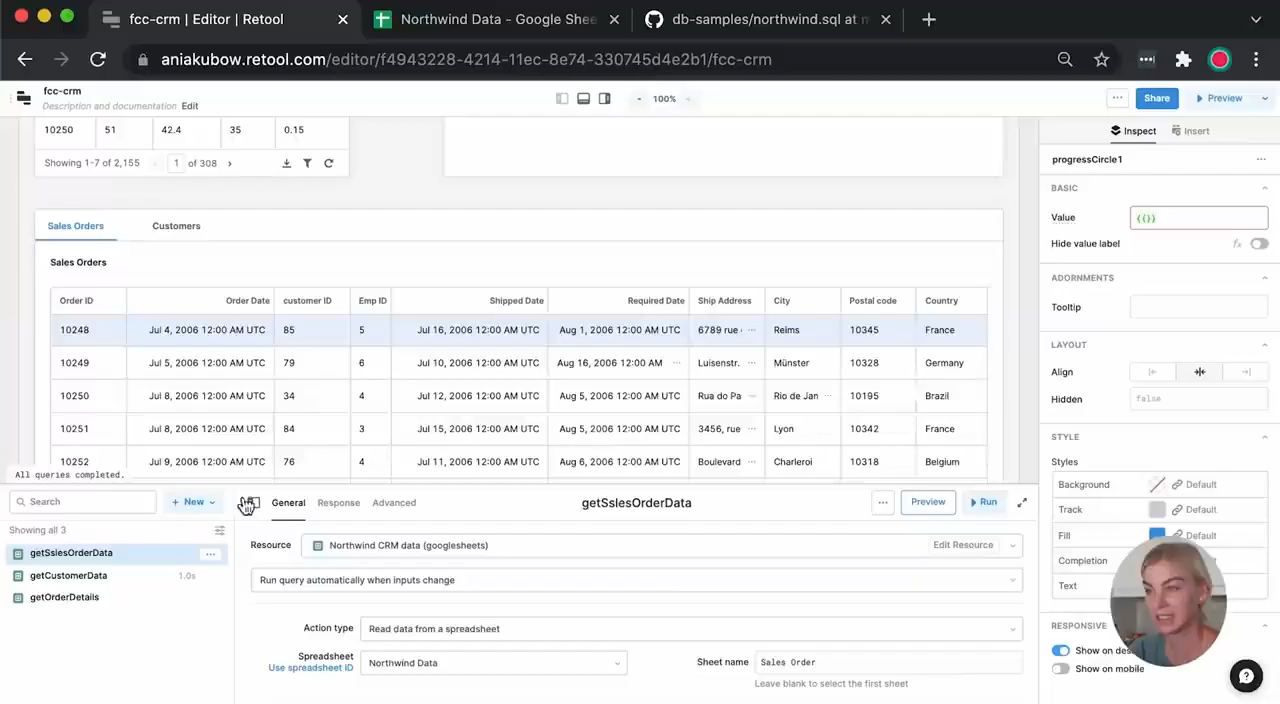 fcc-crm | Editor | Retool
Northwind Data - Google Shee
db-samples/northwind.sql at m
aniakubow.retool.com/editor/f4943228-4214-11ec-8e74-330745d4e2b1/fcc-crm
fcc-crm
Description and documentation Edit
- 100%
Share
Preview
10250 51 42.4 35 0.15
Showing 1-7 of 2,155 ‹ 1 of 308 ›
Sales Orders Customers
Sales Orders
Order ID Order Date customer ID Emp ID Shipped Date Required Date Ship Address City Postal code Country
10248 Jul 4, 2006 12:00 AM UTC 85 5 Jul 16, 2006 12:00 AM UTC Aug 1, 2006 12:00 AM UTC 6789 rue ··· Reims 10345 France
10249 Jul 5, 2006 12:00 AM UTC 79 6 Jul 10, 2006 12:00 AM UTC Aug 16, 2006 12:00 AM ··· Luisenstr. ··· Münster 10328 Germany
10250 Jul 8, 2006 12:00 AM UTC 34 4 Jul 12, 2006 12:00 AM UTC Aug 5, 2006 12:00 AM UTC Rua do Pa ··· Rio de Jan ··· 10195 Brazil
10251 Jul 8, 2006 12:00 AM UTC 84 3 Jul 15, 2006 12:00 AM UTC Aug 5, 2006 12:00 AM UTC 3456, rue ··· Lyon 10342 France
10252 Jul 9, 2006 12:00 AM UTC 76 4 Jul 11, 2006 12:00 AM UTC Aug 6, 2006 12:00 AM UTC Boulevard ··· Charleroi 10318 Belgium
All queries completed.
Search
+ New
Showing all 3
getSslesOrderData ···
getCustomerData 1.0s
getOrderDetails
General Response Advanced
getSslesOrderData
··· Preview Run
Resource Northwind CRM data (googlesheets) Edit Resource
Run query automatically when inputs change
Action type Read data from a spreadsheet
Spreadsheet Northwind Data
Use spreadsheet ID
Sheet name Sales Order
Leave blank to select the first sheet
Inspect Insert
progressCircle1 ···
BASIC
Value {{}}
Hide value label fx
ADORNMENTS
Tooltip
LAYOUT
Align
Hidden false
STYLE
Styles
Background Default
Track Default
Fill Default
Completion
Text
RESPONSIVE
Show on des
Show on mobile